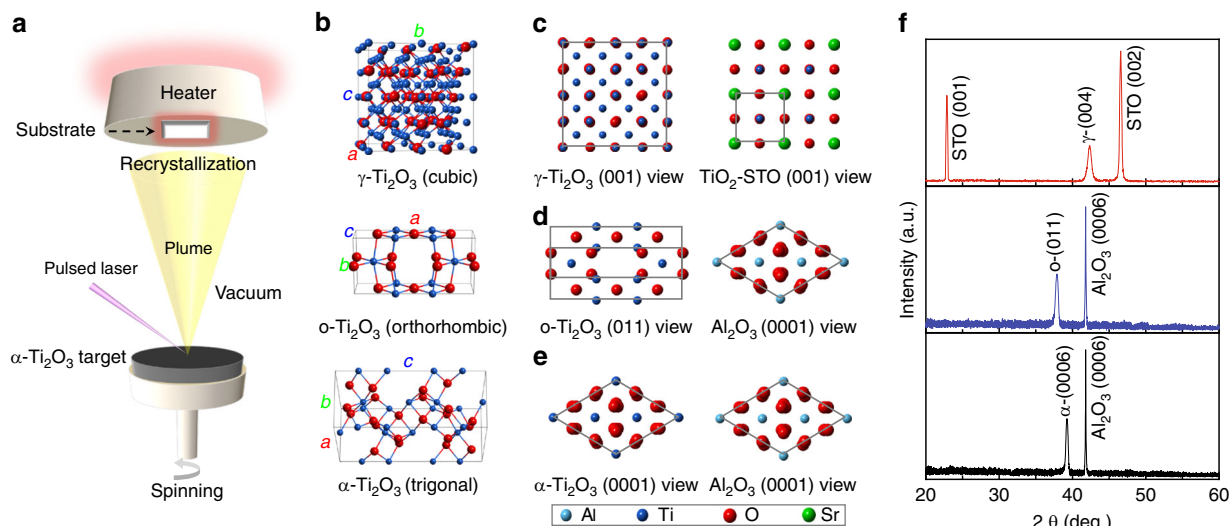 a
Heater
Substrate
Recrystallization
Plume
Pulsed laser
Vacuum
α-Ti₂O₃ target
Spinning
b
b
c
a
γ-Ti₂O₃ (cubic)
a
c
b
o-Ti₂O₃ (orthorhombic)
c
b
a
α-Ti₂O₃ (trigonal)
c
γ-Ti₂O₃ (001) view
TiO₂-STO (001) view
d
o-Ti₂O₃ (011) view
Al₂O₃ (0001) view
e
α-Ti₂O₃ (0001) view
Al₂O₃ (0001) view
Al
Ti
O
Sr
f
STO (001)
γ-(004)
STO (002)
o-(011)
Al₂O₃ (0006)
α-(0006)
Al₂O₃ (0006)
Intensity (a.u.)
20 30 40 50 60
2 θ (deg.)